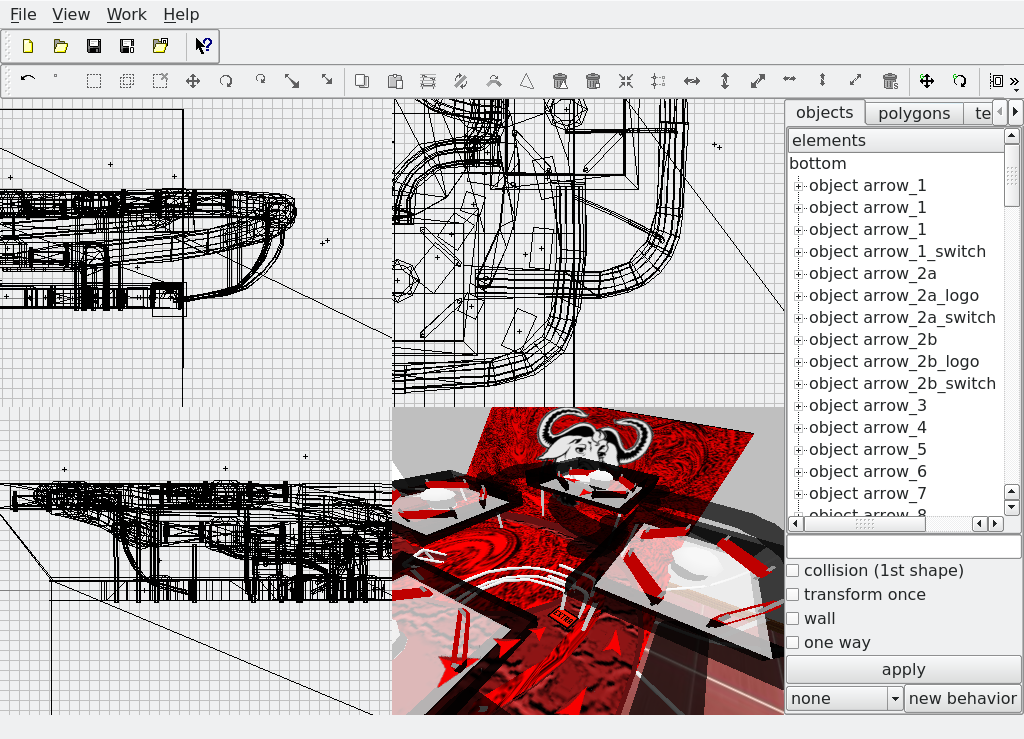 File View Work Help
objects polygons te
elements
bottom
object arrow_1
object arrow_1
object arrow_1
object arrow_1_switch
object arrow_2a
object arrow_2a_logo
object arrow_2a_switch
object arrow_2b
object arrow_2b_logo
object arrow_2b_switch
object arrow_3
object arrow_4
object arrow_5
object arrow_6
object arrow_7
object arrow_8
collision (1st shape)
transform once
wall
one way
apply
none new behavior